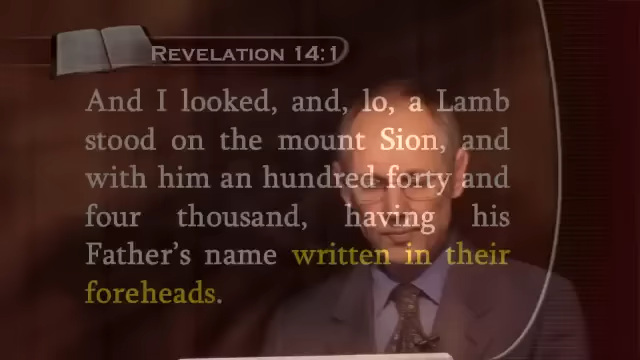 REVELATION 14:1
And I looked, and, lo, a Lamb
stood on the mount Sion, and
with him an hundred forty and
four thousand, having his
Father's name written in their
foreheads.